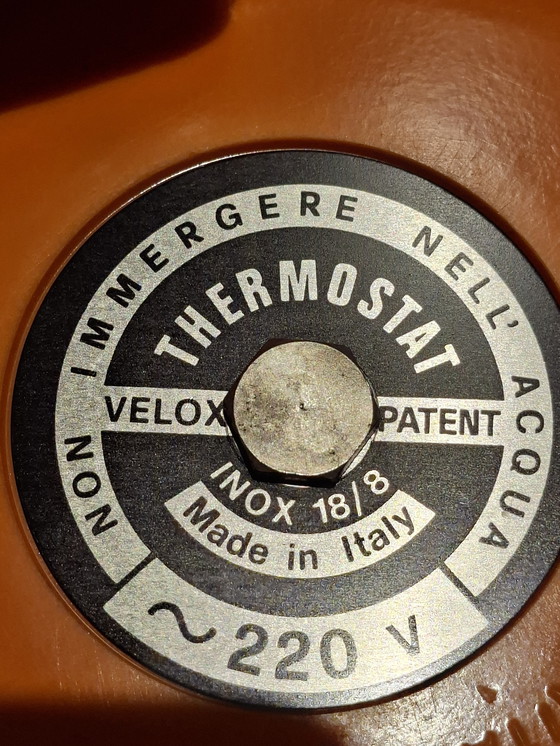 NON IMMERGERE NELL' ACQUA
THERMOSTAT
VELOX PATENT
INOX 18/8
Made in Italy
~ 220 V